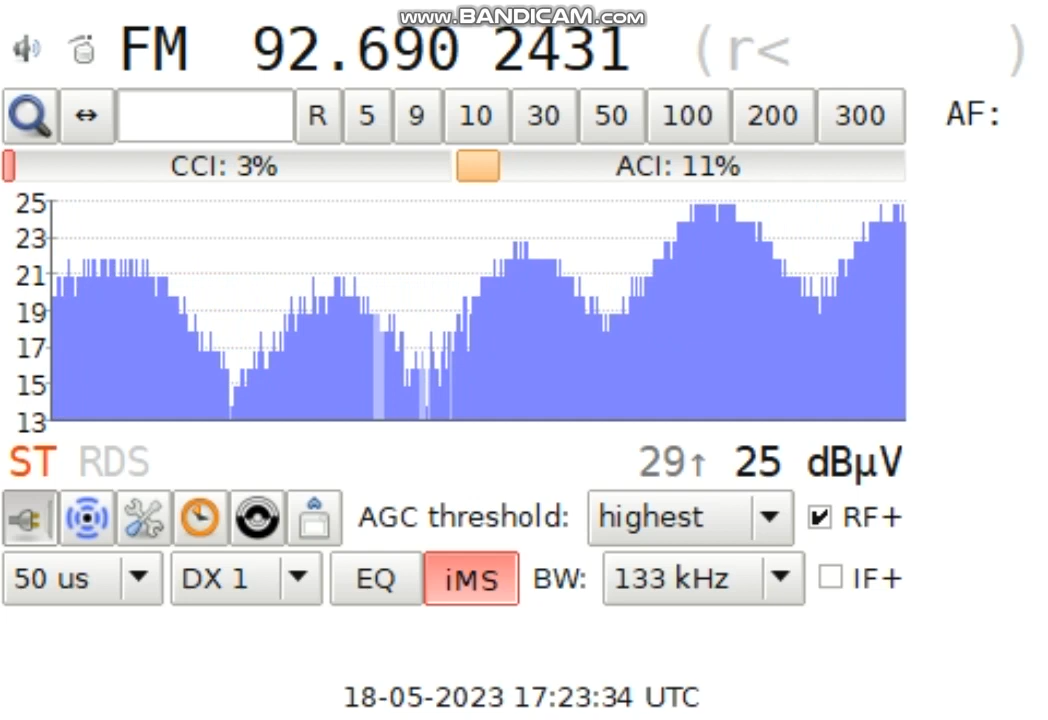 www.BANDICAM.com
FM 92.690 2431 (r< )
R 5 9 10 30 50 100 200 300 AF:
CCI: 3% ACI: 11%
25
23
21
19
17
15
13
ST RDS 29↑ 25 dBµV
AGC threshold: highest RF+
50 us DX 1 EQ iMS BW: 133 kHz IF+
18-05-2023 17:23:34 UTC